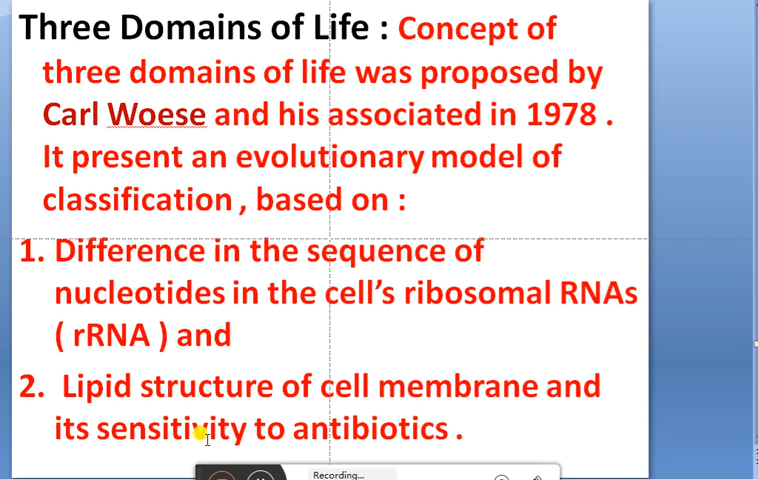 Three Domains of Life : Concept of
three domains of life was proposed by
Carl Woese and his associated in 1978 .
It present an evolutionary model of
classification , based on :
1. Difference in the sequence of
nucleotides in the cell's ribosomal RNAs
( rRNA ) and
2. Lipid structure of cell membrane and
its sensitivity to antibiotics .
Recording...